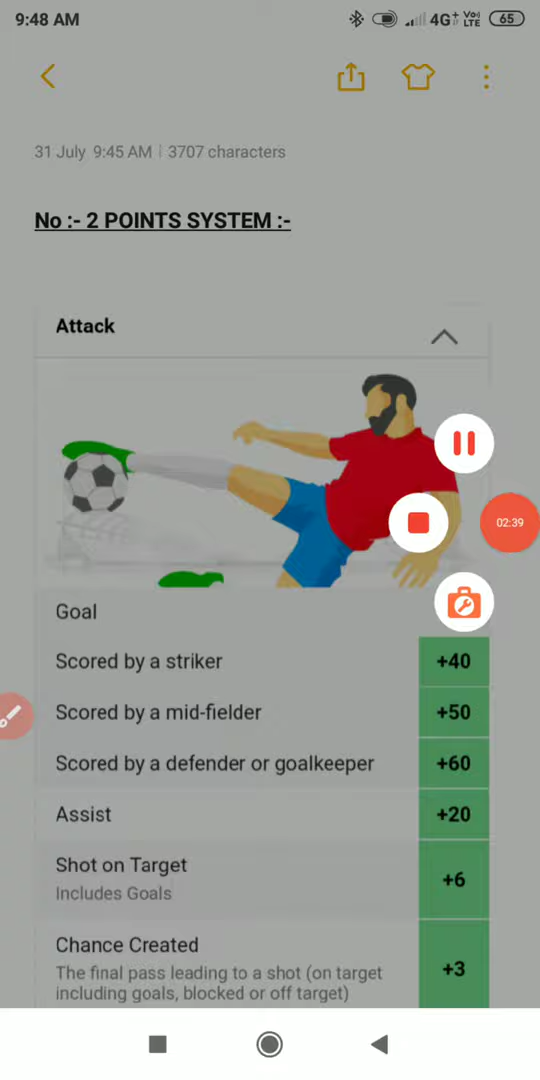 9:48 AM
4G+ Vo) LTE 65
31 July 9:45 AM | 3707 characters
No :- 2 POINTS SYSTEM :-
Attack
02:39
Goal
Scored by a striker +40
Scored by a mid-fielder +50
Scored by a defender or goalkeeper +60
Assist +20
Shot on Target
Includes Goals
+6
Chance Created
The final pass leading to a shot (on target
including goals, blocked or off target)
+3